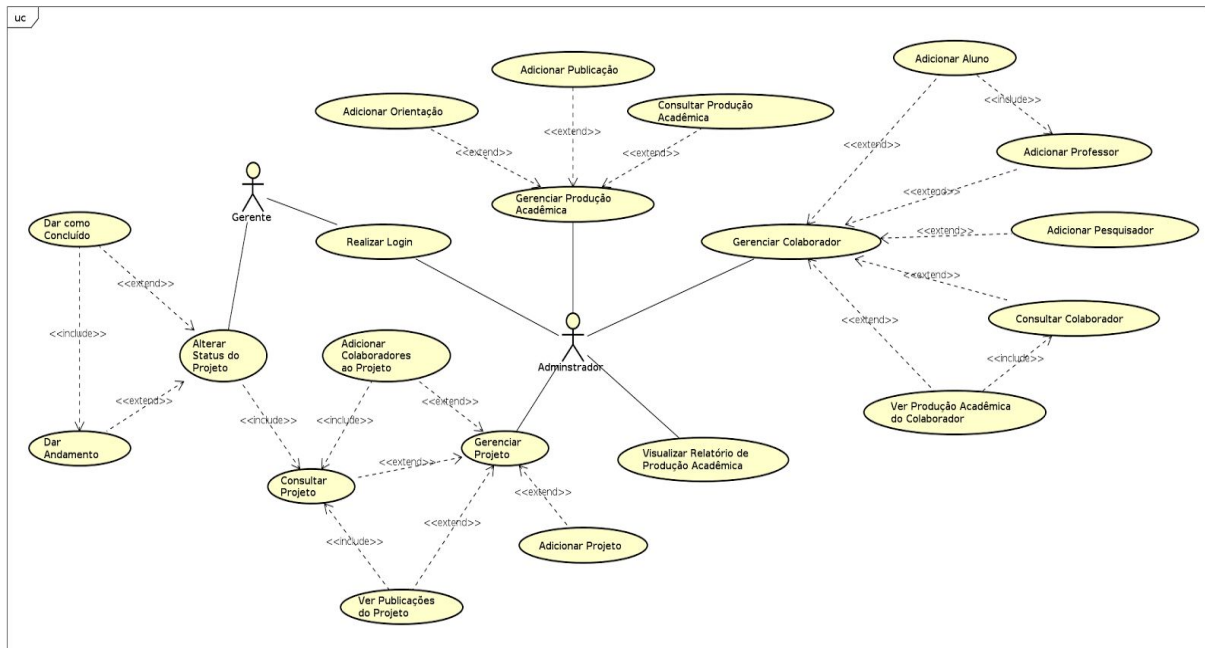 uc
Adicionar Publicação
Adicionar Aluno
Adicionar Orientação
Consultar Produção
Acadêmica
<<include>>
<<extend>>
<<extend>>
<<extend>>
<<extend>>
Adicionar Professor
Gerente
Gerenciar Produção
Acadêmica
<<extend>>
Dar como
Concluído
Realizar Login
Gerenciar Colaborador
<<extend>>
Adicionar Pesquisador
<<extend>>
<<extend>>
<<extend>>
Consultar Colaborador
<<include>>
Alterar
Status do
Projeto
Adicionar
Colaboradores
ao Projeto
Adminstrador
<<include>>
<<extend>>
<<extend>>
Ver Produção Acadêmica
do Colaborador
<<include>>
<<include>>
Dar
Andamento
Gerenciar
Projeto
Visualizar Relatório de
Produção Acadêmica
<<extend>>
Consultar
Projeto
<<extend>>
<<extend>>
<<include>>
Adicionar Projeto
Ver Publicações
do Projeto